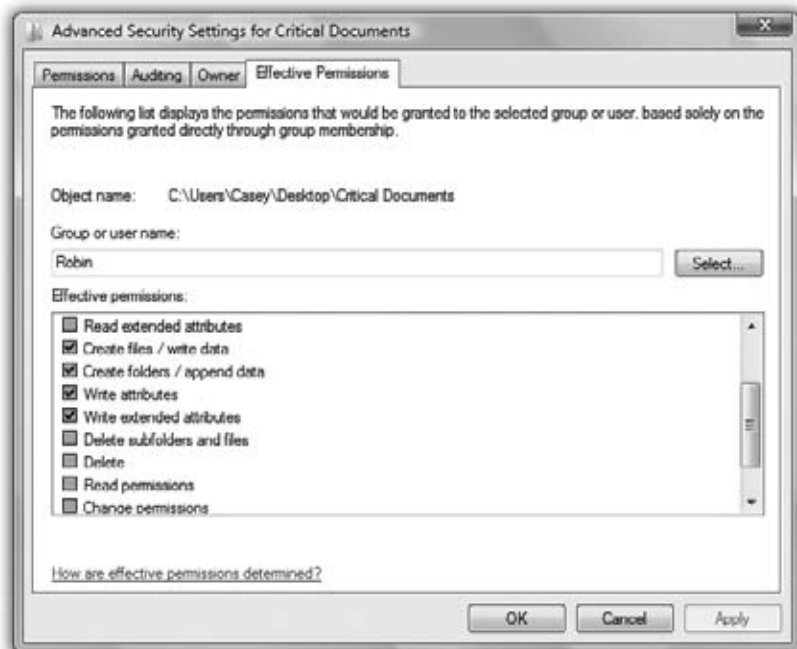 Advanced Security Settings for Critical Documents
Permissions Auditing Owner Effective Permissions
The following list displays the permissions that would be granted to the selected group or user. based solely on the
permissions granted directly through group membership.
Object name: C:\Users\Casey\Desktop\Critical Documents
Group or user name:
Robin
Select...
Effective permissions:
Read extended attributes
Create files / write data
Create folders / append data
Write attributes
Write extended attributes
Delete subfolders and files
Delete
Read permissions
Change permissions
How are effective permissions determined?
OK Cancel Apply